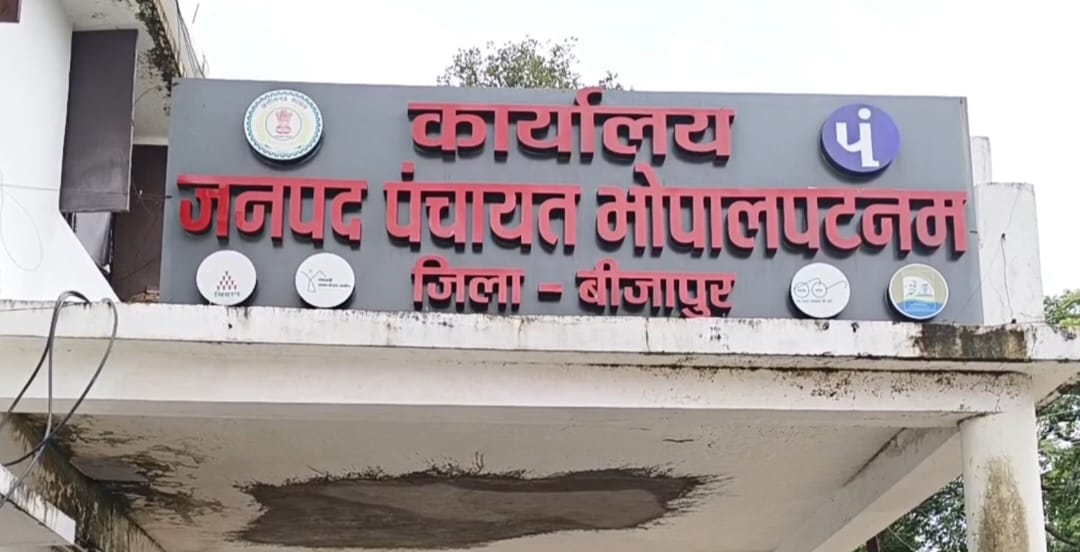 कार्यालय
पं
जनपद पंचायत भोपालपटनम
जिला - बीजापुर
बिहान